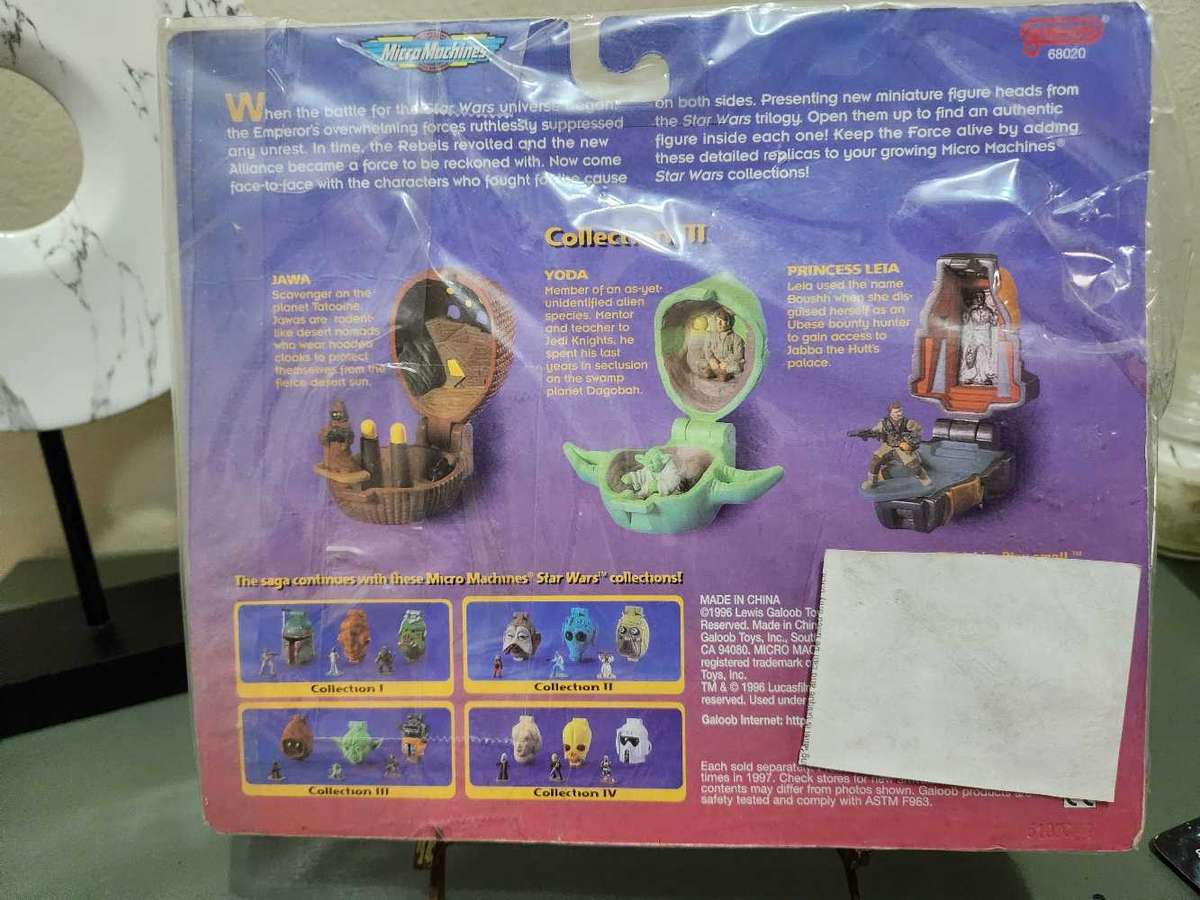 Micro Machines
68020
When the battle for the Star Wars universe began,
the Emperor's overwhelming forces ruthlessly suppressed
any unrest. In time, the Rebels revolted and the new
Alliance became a force to be reckoned with. Now come
face-to-face with the characters who fought for the cause
on both sides. Presenting new miniature figure heads from
the Star Wars trilogy. Open them up to find an authentic
figure inside each one! Keep the Force alive by adding
these detailed replicas to your growing Micro Machines®
Star Wars collections!
Collection III
JAWA
Scavenger on the
planet Tatooine.
Jawas are rodent-
like desert nomads
who wear hooded
cloaks to protect
themselves from the
fierce desert sun.
YODA
Member of an as-yet-
unidentified alien
species. Mentor
and teacher to
Jedi Knights, he
spent his last
years in seclusion
on the swamp
planet Dagobah.
PRINCESS LEIA
Leia used the name
Boushh when she dis-
guised herself as an
Ubese bounty hunter
to gain access to
Jabba the Hutt's
palace.
The saga continues with these Micro Machines® Star Wars™ collections!
Collection I
Collection II
Collection III
Collection IV
MADE IN CHINA
©1996 Lewis Galoob Toy
Reserved. Made in Chin
Galoob Toys, Inc., South
CA 94080. MICRO MAC
registered trademark o
Toys, Inc.
TM & © 1996 Lucasfilm
reserved. Used under
Galoob Internet: http
Each sold separately.
times in 1997. Check stores for
contents may differ from photos shown. Galoob products are
safety tested and comply with ASTM F963.